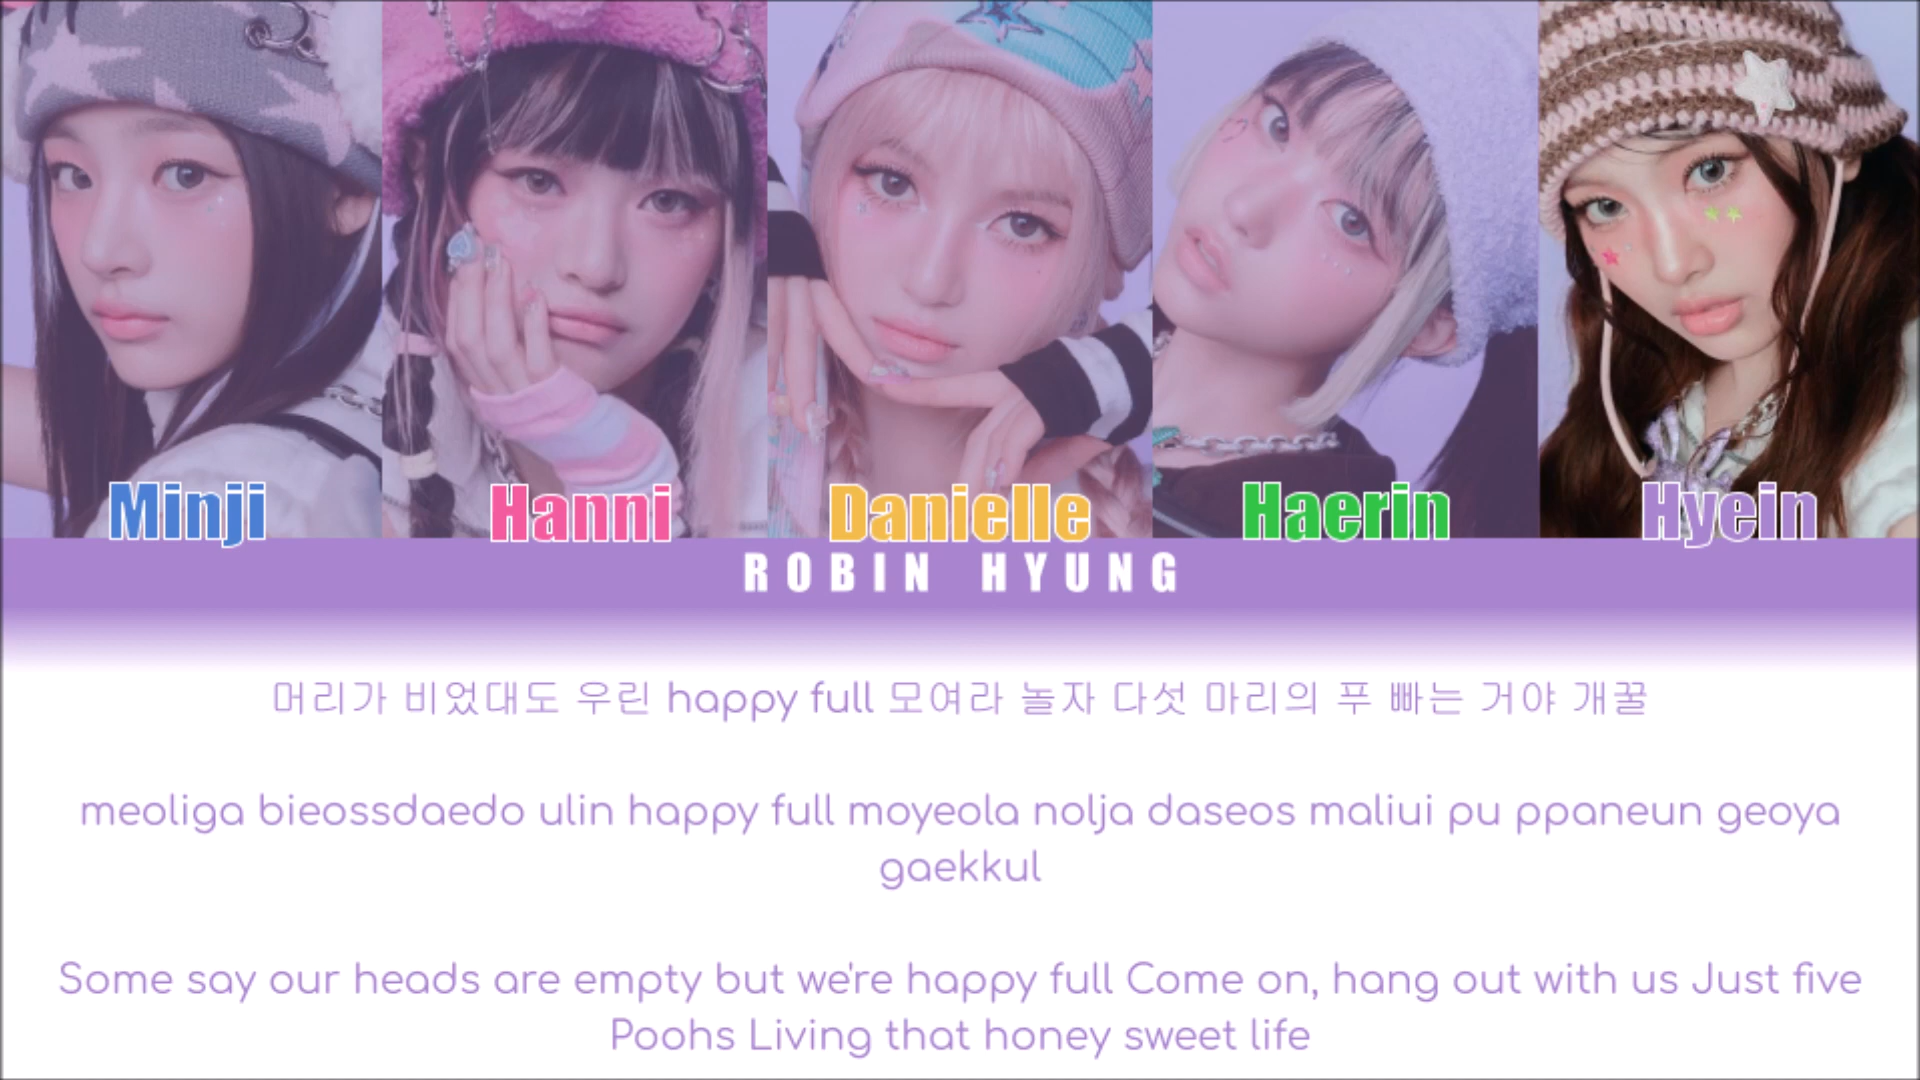 Minji
Hanni
Danielle
Haerin
Hyein
ROBIN HYUNG
머리가 비었대도 우린 happy full 모여라 놀자 다섯 마리의 푸 빠는 거야 개꿀
meoliga bieossdaedo ulin happy full moyeola nolja daseos maliui pu ppaneun geoya
gaekkul
Some say our heads are empty but we're happy full Come on, hang out with us Just five
Poohs Living that honey sweet life